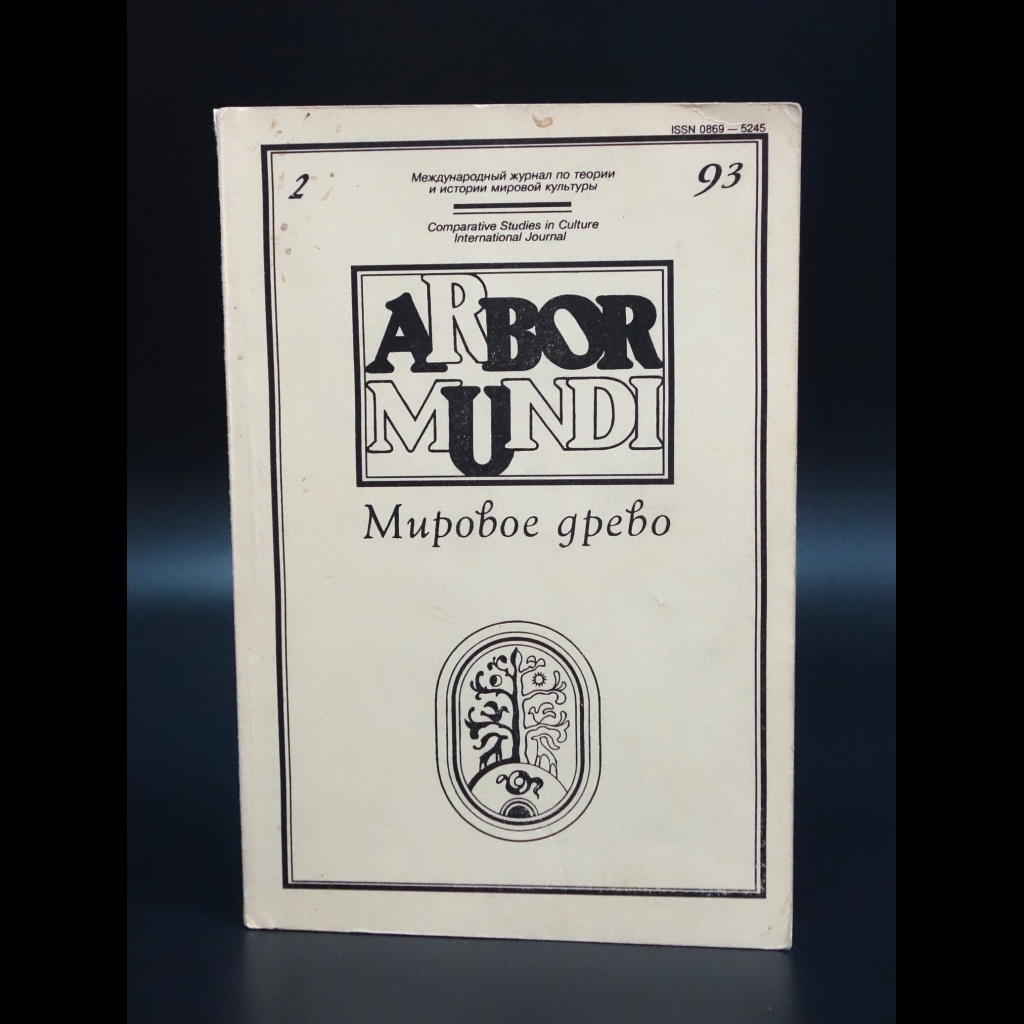 ISSN 0869 — 5245
2
93
Международный журнал по теории
и истории мировой культуры
Comparative Studies in Culture
International Journal
ARBOR
MUNDI
Мировое древо